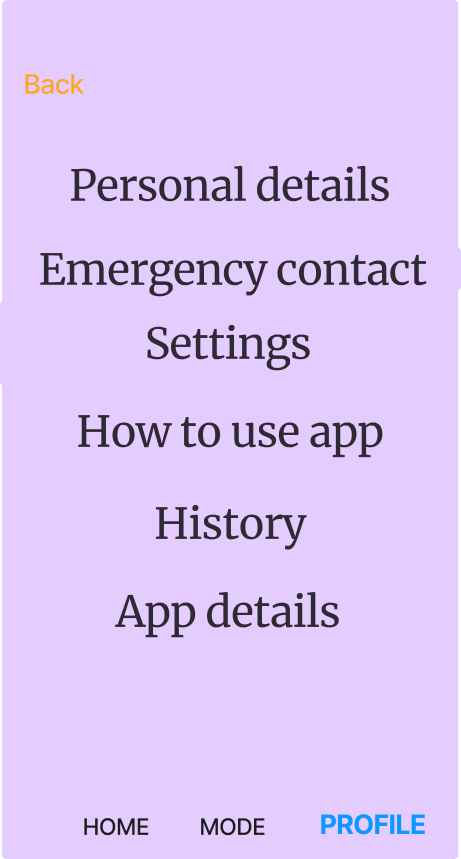 Back
Personal details
Emergency contact
Settings
How to use app
History
App details
HOME MODE PROFILE